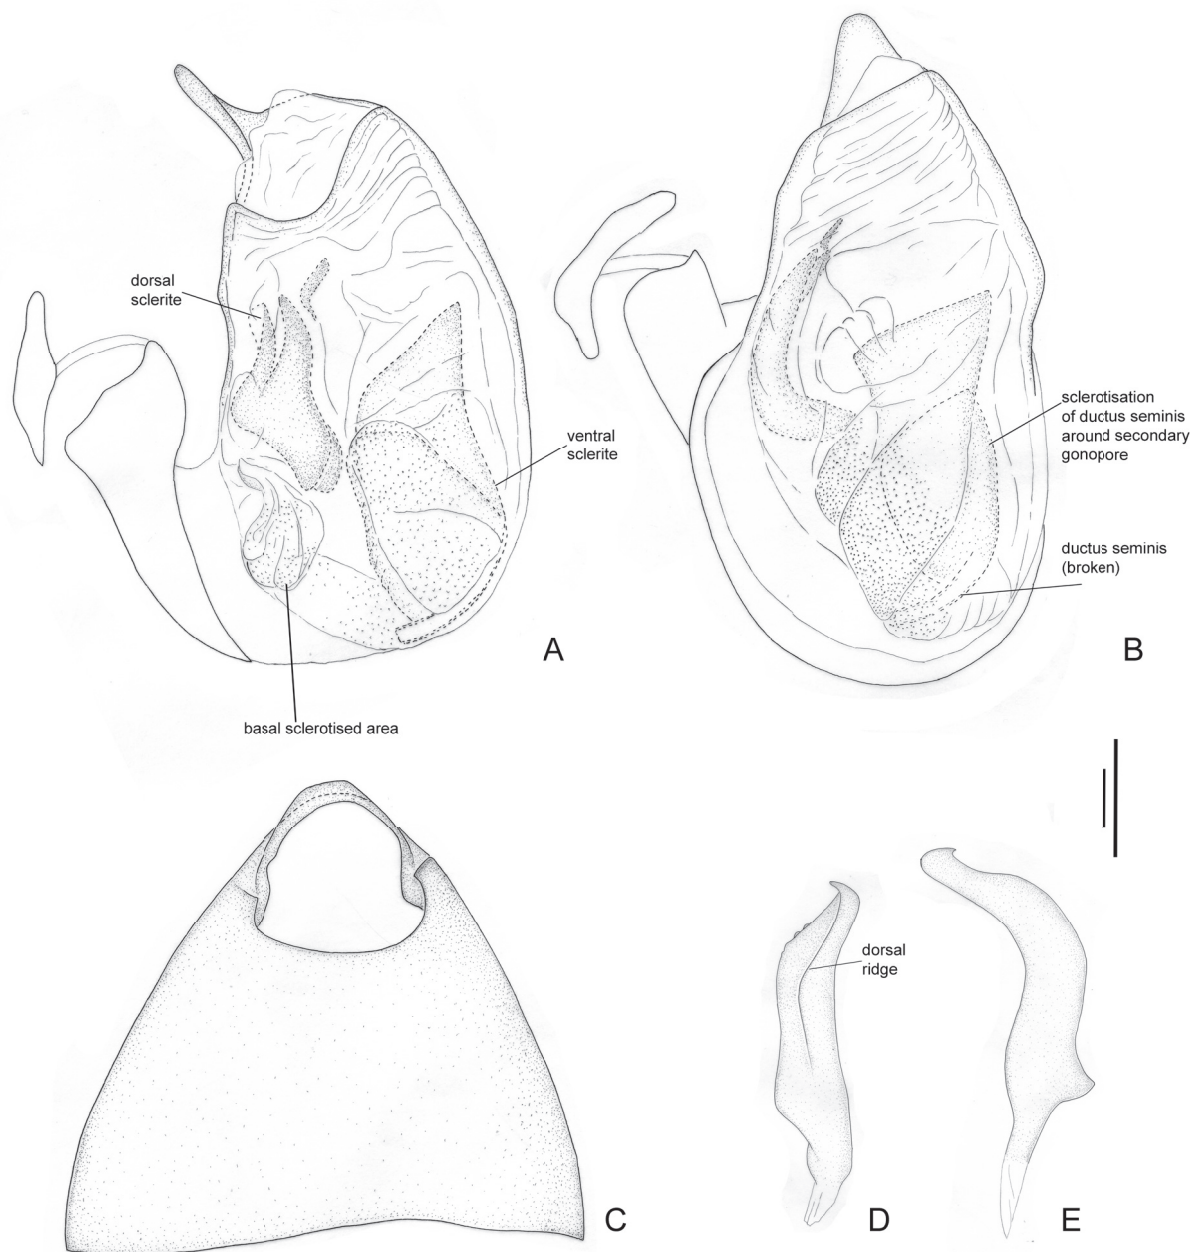 dorsal
sclerite
ventral
sclerite
sclerotisation
of ductus seminis
around secondary
gonopore
ductus seminis
(broken)
A
B
basal sclerotised area
dorsal
ridge
C
D
E